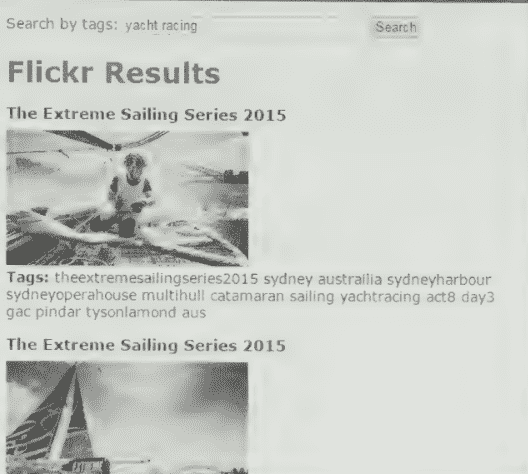 Search by tags: yacht racing Search
Flickr Results
The Extreme Sailing Series 2015
Tags: theextremesailingseries2015 sydney austrailia sydneyharbour
sydneyoperahouse multihull catamaran sailing yachtracing act8 day3
gac pindar tysonlamond aus
The Extreme Sailing Series 2015